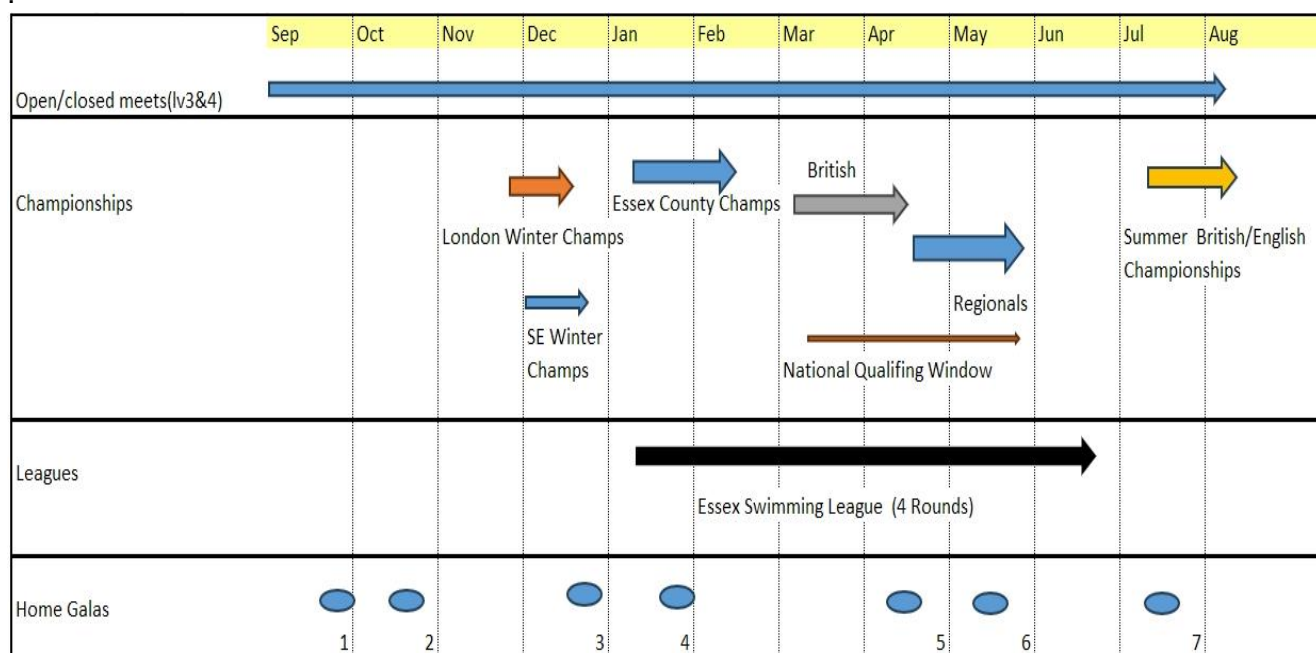 Sep Oct Nov Dec Jan Feb Mar Apr May Jun Jul Aug
Open/closed meets(lv3&4)
Championships
British
Essex County Champs
London Winter Champs
Summer British/English
Championships
SE Winter
Champs
Regionals
National Qualifing Window
Leagues
Essex Swimming League (4 Rounds)
Home Galas
1 2 3 4 5 6 7